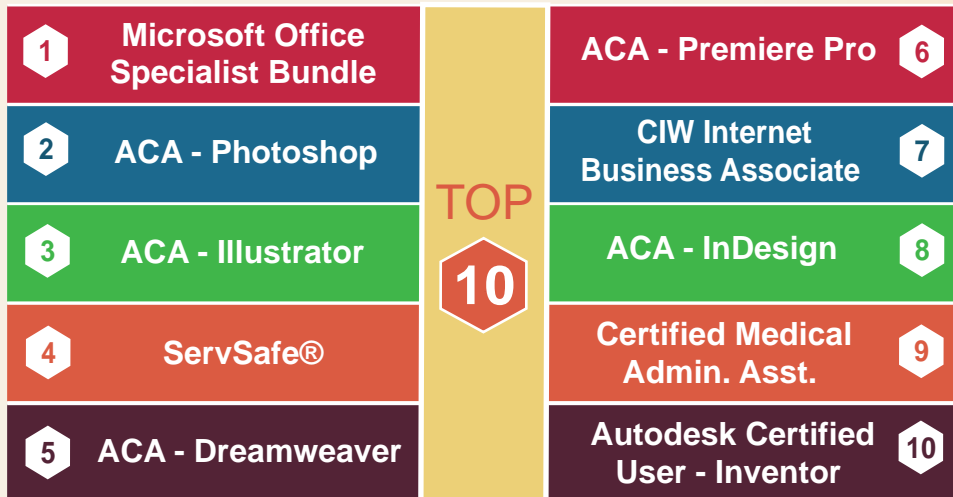 1
Microsoft Office
Specialist Bundle
2
ACA - Photoshop
3
ACA - Illustrator
4
ServSafe®
5
ACA - Dreamweaver
TOP
10
ACA - Premiere Pro
6
CIW Internet
Business Associate
7
ACA - InDesign
8
Certified Medical
Admin. Asst.
9
Autodesk Certified
User - Inventor
10